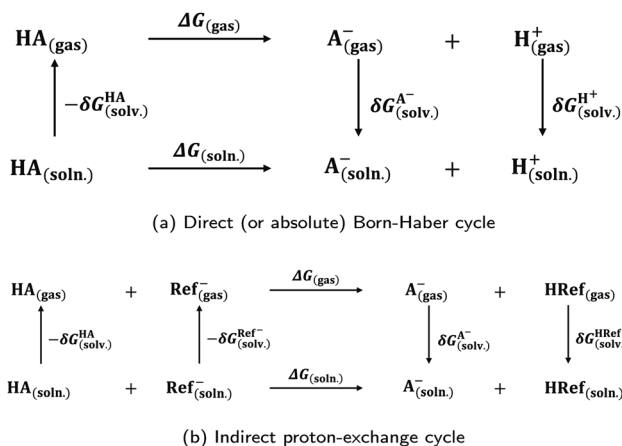 ΔG(gas)
HA(gas) A⁻(gas) + H⁺(gas)
−δG^HA(solv.) δG^A⁻(solv.) δG^H⁺(solv.)
ΔG(soln.)
HA(soln.) A⁻(soln.) + H⁺(soln.)
(a) Direct (or absolute) Born-Haber cycle
ΔG(gas)
HA(gas) + Ref⁻(gas) A⁻(gas) + HRef(gas)
−δG^HA(solv.) −δG^Ref⁻(solv.) δG^A⁻(solv.) δG^HRef(solv.
ΔG(soln.)
HA(soln.) + Ref⁻(soln.) A⁻(soln.) + HRef(soln.)
(b) Indirect proton-exchange cycle